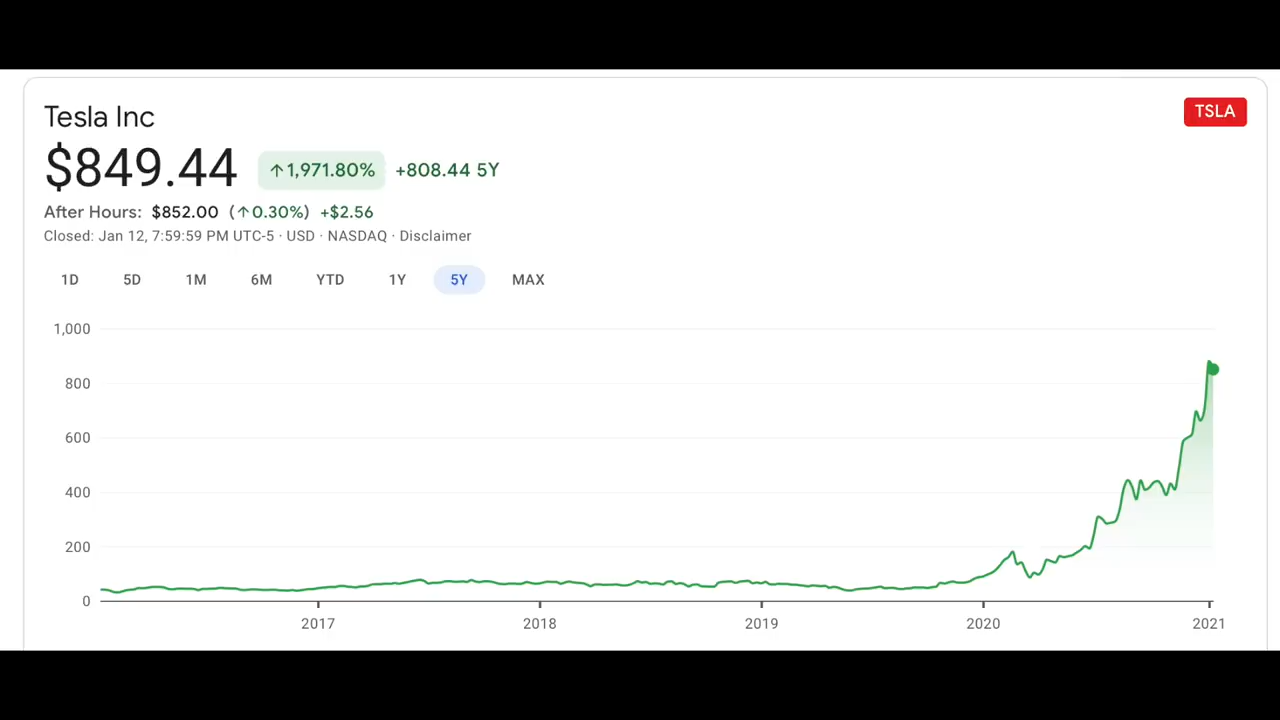 Tesla Inc
TSLA
$849.44 ↑1,971.80% +808.44 5Y
After Hours: $852.00 (↑0.30%) +$2.56
Closed: Jan 12, 7:59:59 PM UTC-5 · USD · NASDAQ · Disclaimer
1D 5D 1M 6M YTD 1Y 5Y MAX
1,000
800
600
400
200
0
2017 2018 2019 2020 2021